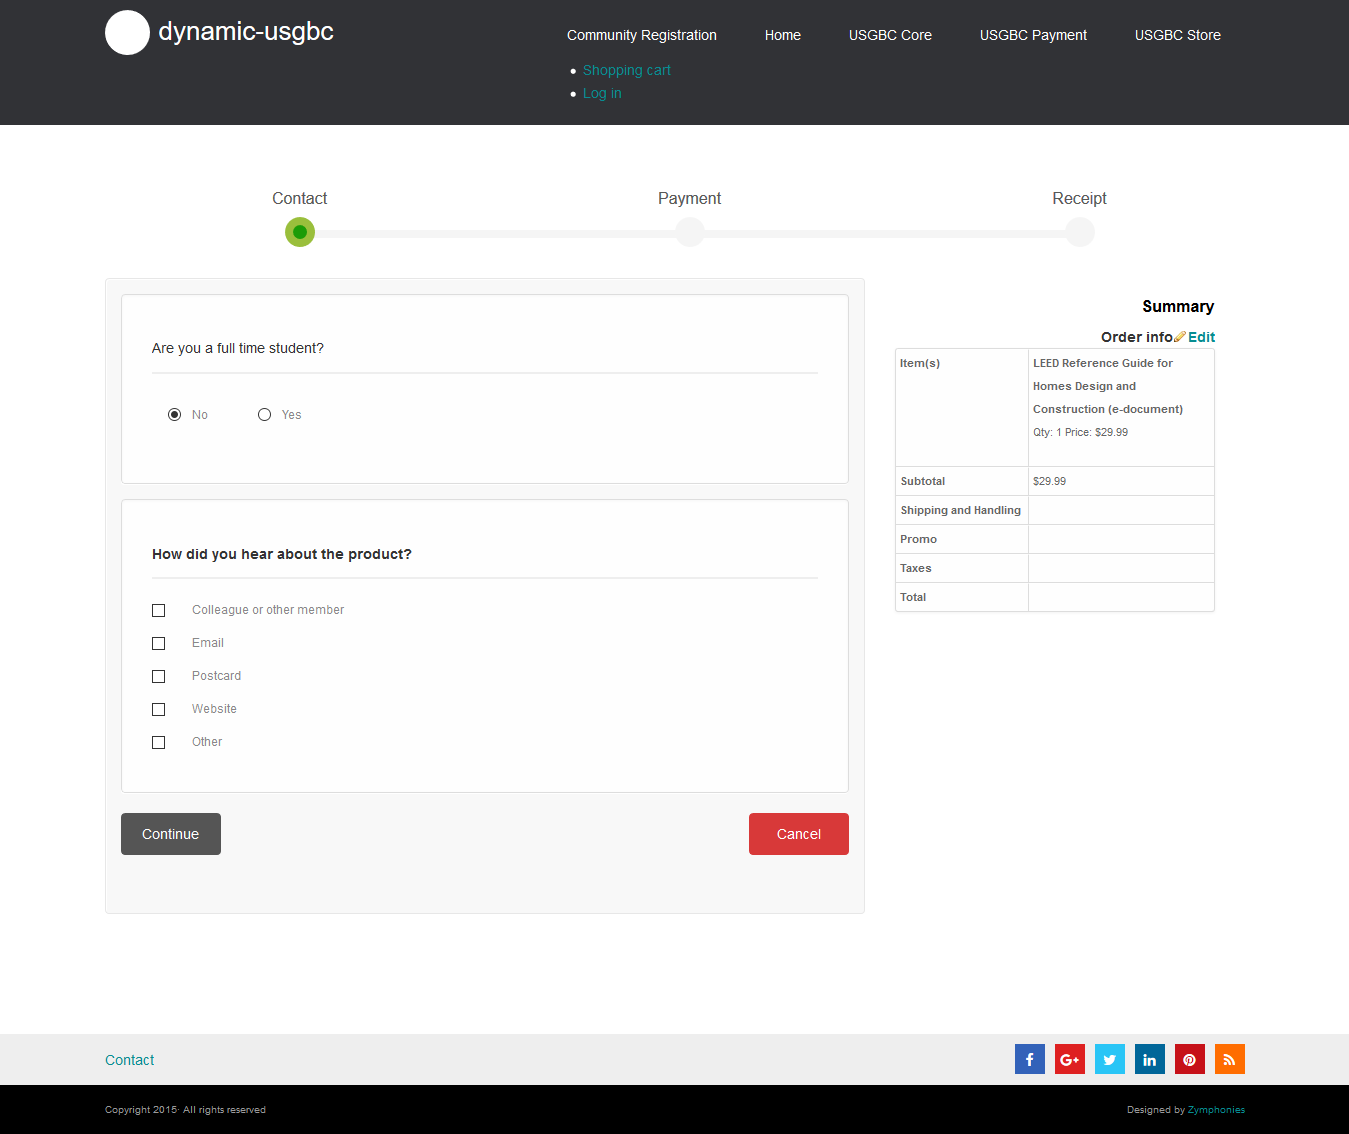 dynamic-usgbc
Community Registration
Home
USGBC Core
USGBC Payment
USGBC Store
Shopping cart
Log in
Contact
Payment
Receipt
Are you a full time student?
No
Yes
How did you hear about the product?
Colleague or other member
Email
Postcard
Website
Other
Continue
Cancel
Summary
Order info Edit
Item(s)
LEED Reference Guide for
Homes Design and
Construction (e-document)
Qty: 1 Price: $29.99
Subtotal
$29.99
Shipping and Handling
Promo
Taxes
Total
Contact
f
G+
in
Copyright 2015· All rights reserved
Designed by Zymphonies